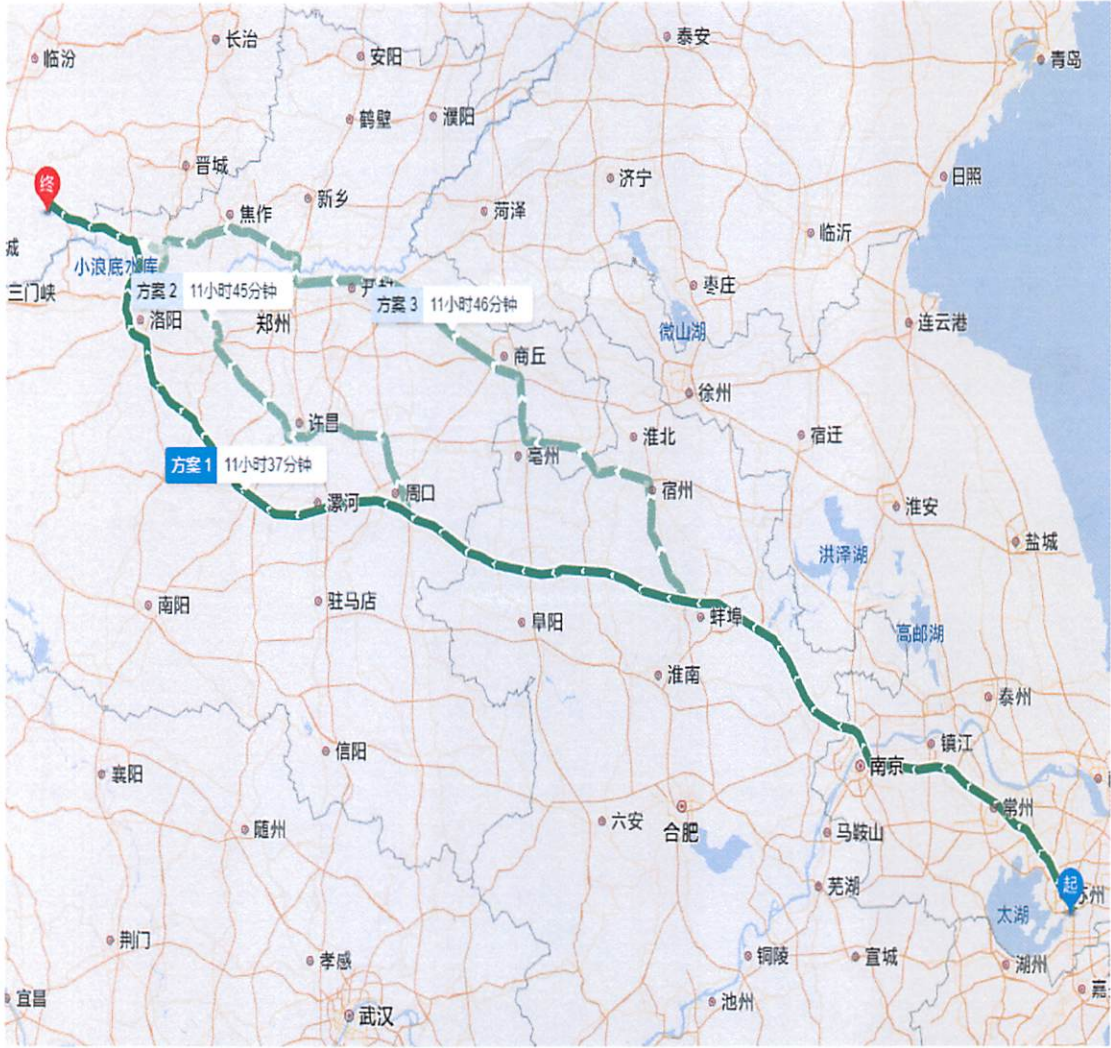 泰安
长治
临汾
安阳
青岛
鹤壁
濮阳
晋城
日照
济宁
终
新乡
菏泽
焦作
临沂
城
小浪底水库
三门峡
方案 2 11小时45分钟
枣庄
方案 3 11小时46分钟
洛阳
郑州
连云港
微山湖
商丘
徐州
许昌
淮北
宿迁
亳州
方案 1 11小时37分钟
周口
宿州
漯河
淮安
盐城
洪泽湖
南阳
驻马店
蚌埠
阜阳
高邮湖
淮南
泰州
信阳
镇江
南京
襄阳
常州
随州
六安
合肥
马鞍山
起
芜湖
苏州
太湖
荆门
孝感
铜陵
宣城
湖州
宜昌
池州
嘉
武汉